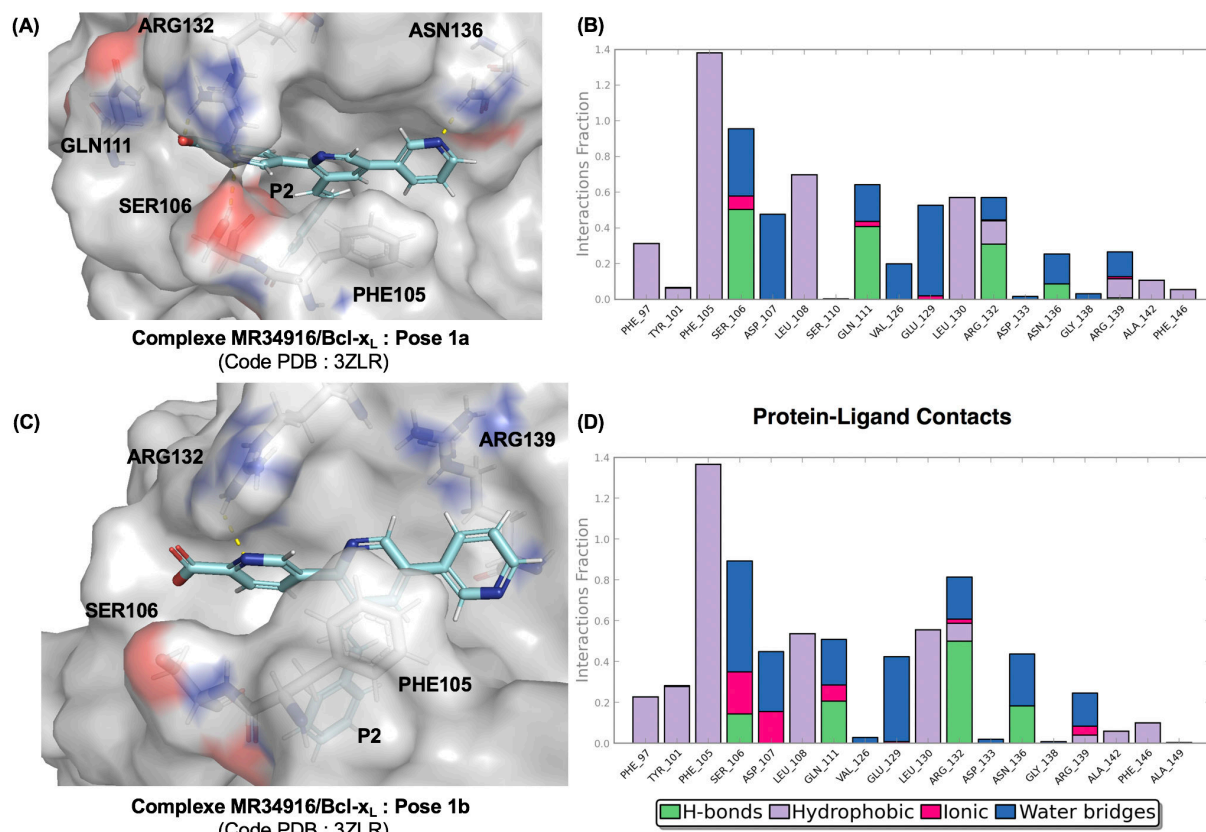 (A)
ARG132
ASN136
GLN111
SER106
P2
PHE105
Complexe MR34916/Bcl-xL : Pose 1a
(Code PDB : 3ZLR)
(B)
Interactions Fraction
1.4
1.2
1.0
0.8
0.6
0.4
0.2
0.0
PHE_97
TYR_101
PHE_105
SER_106
ASP_107
LEU_108
SER_110
GLN_111
VAL_126
GLU_129
LEU_130
ARG_132
ASP_133
ASN_136
GLY_138
ARG_139
ALA_142
PHE_146
(C)
ARG132
ARG139
SER106
PHE105
P2
Complexe MR34916/Bcl-xL : Pose 1b
(Code PDB : 3ZLR)
(D)
Protein-Ligand Contacts
Interactions Fraction
1.4
1.2
1.0
0.8
0.6
0.4
0.2
0.0
PHE_97
TYR_101
PHE_105
SER_106
ASP_107
LEU_108
GLN_111
VAL_126
GLU_129
LEU_130
ARG_132
ASP_133
ASN_136
GLY_138
ARG_139
ALA_142
PHE_146
ALA_149
H-bonds Hydrophobic Ionic Water bridges